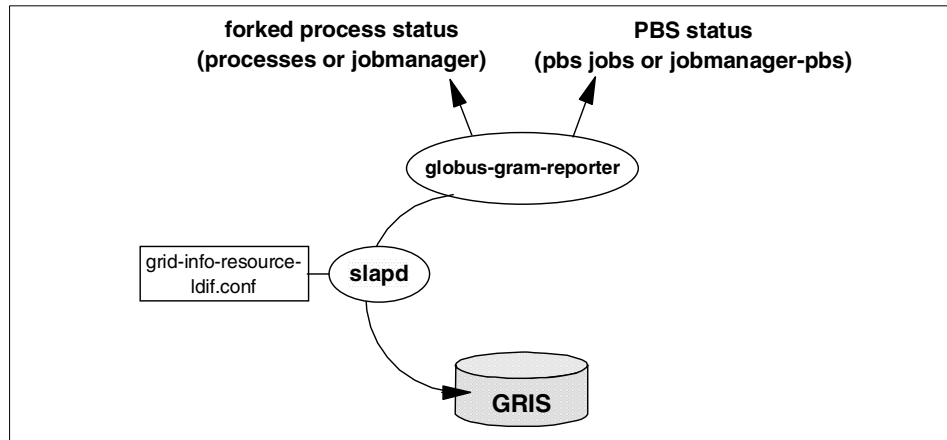 forked process status
(processes or jobmanager)
PBS status
(pbs jobs or jobmanager-pbs)
globus-gram-reporter
grid-info-resource-
ldif.conf
slapd
GRIS